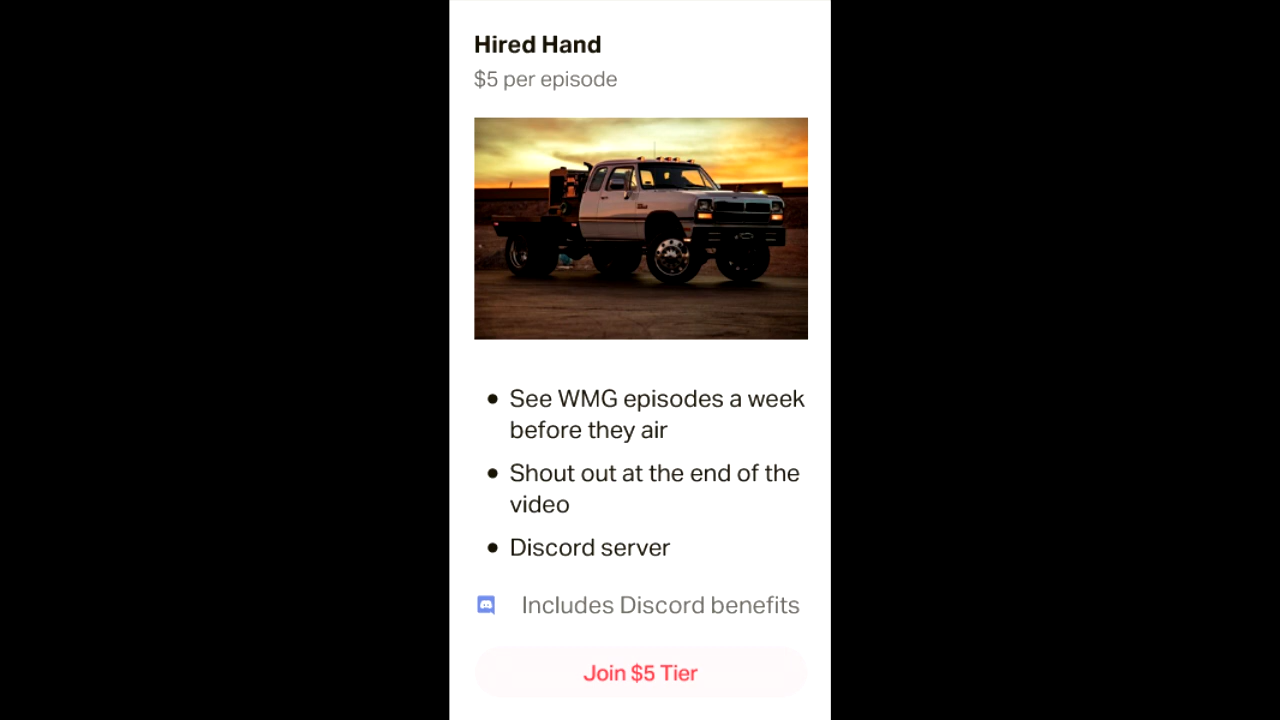 Hired Hand
$5 per episode
See WMG episodes a week
before they air
Shout out at the end of the
video
Discord server
Includes Discord benefits
Join $5 Tier